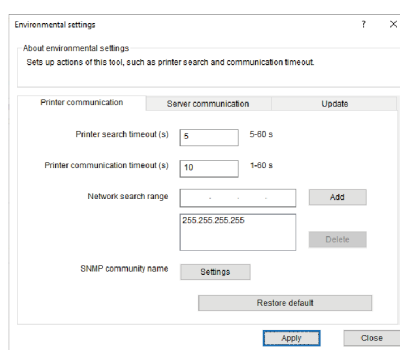 Environmental settings ? ×
About environmental settings
Sets up actions of this tool, such as printer search and communication timeout.
Printer communication Server communication Update
Printer search timeout (s) 5 5-60 s
Printer communication timeout (s) 10 1-60 s
Network search range . . . Add
255.255.255.255
Delete
SNMP community name Settings
Restore default
Apply Close